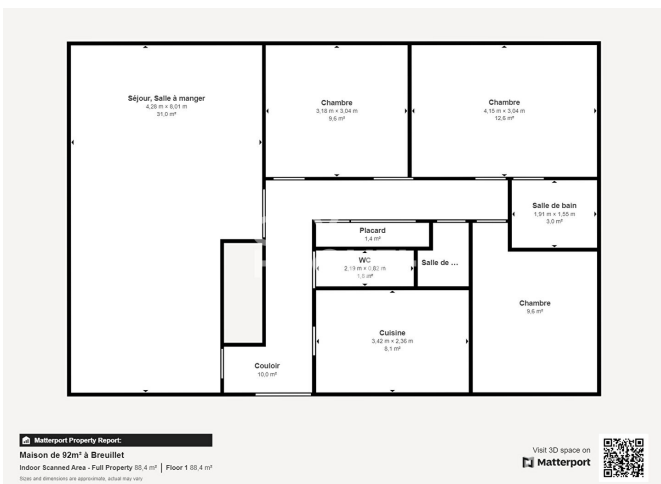 Séjour, Salle à manger
4,26 m × 8,01 m
31,0 m²
Chambre
3,18 m × 3,04 m
9,6 m²
Chambre
4,15 m × 3,04 m
12,6 m²
Salle de bain
1,91 m × 1,55 m
3,0 m²
Placard
1,4 m²
WC
2,19 m × 0,82 m
Salle de ...
Chambre
9,6 m²
Cuisine
3,42 m × 2,36 m
8,1 m²
Couloir
10,0 m²
Matterport Property Report:
Maison de 92m² à Breuillet
Indoor Scanned Area - Full Property 88,4 m² | Floor 1 88,4 m²
Sizes and dimensions are approximate, actual may vary
Visit 3D space on
Matterport